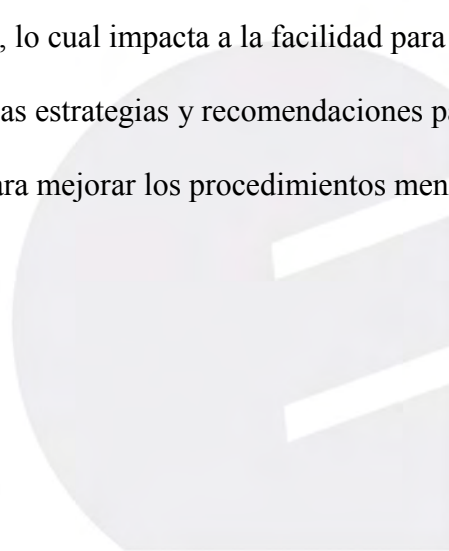 , lo cual impacta a la facilidad para
as estrategias y recomendaciones pa
ara mejorar los procedimientos men